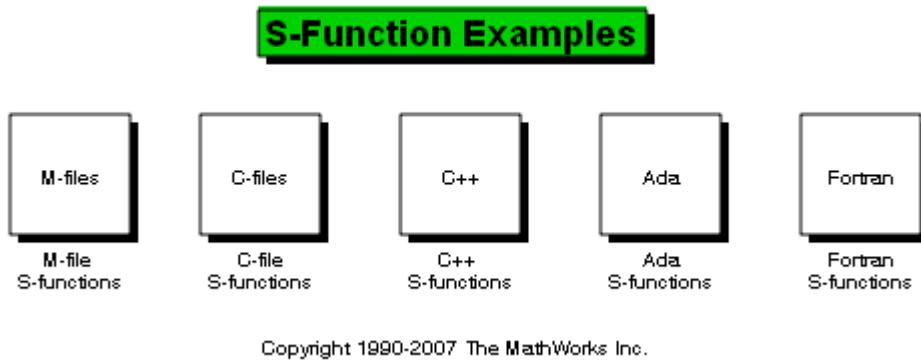 S-Function Examples
M-files
C-files
C++
Ada
Fortran
M-file
S-functions
C-file
S-functions
C++
S-functions
Ada
S-functions
Fortran
S-functions
Copyright 1990-2007 The MathWorks Inc.